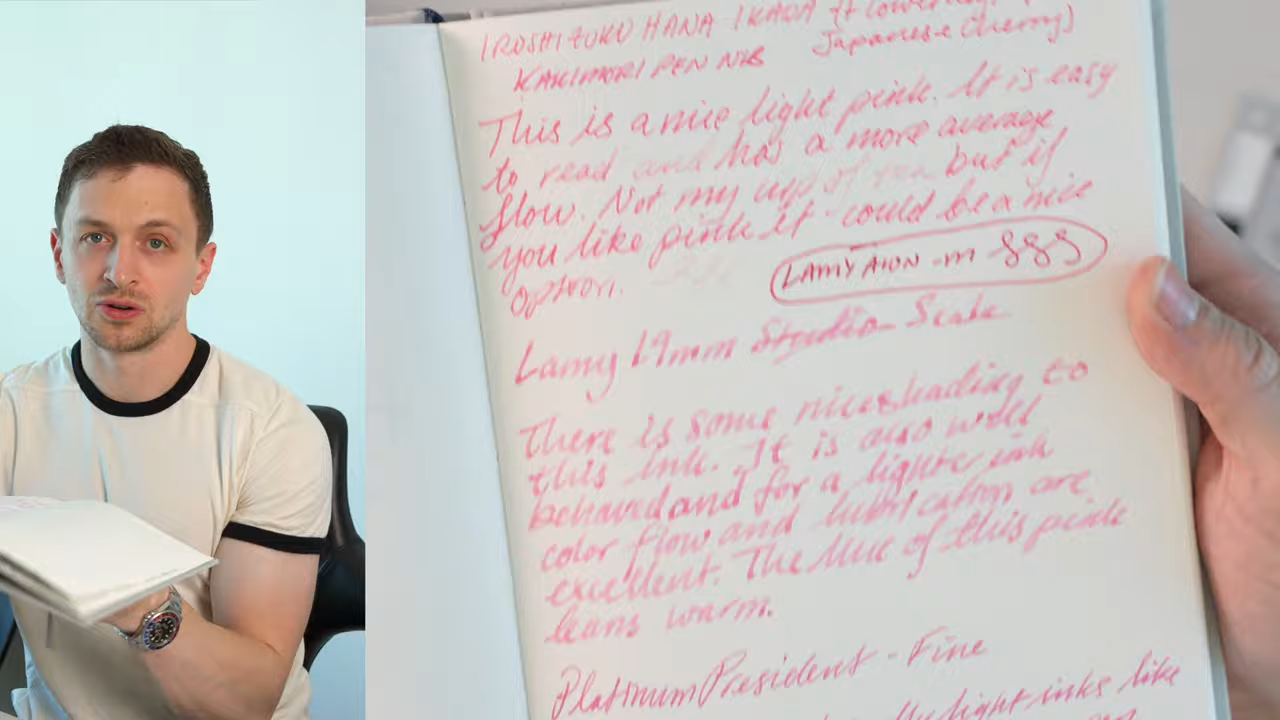 IROSHIZUKU HANA IKADA (Flowering
Japanese Cherry)
KAKIMORI PEN NIB
This is a nice light pink. It is easy
to read and has a more average
flow. Not my cup of tea but if
you like pink it could be a nice
option.
LAMY AION -M
Lamy 1.9mm Studio Scala
There is some nice shading to
this ink. It is also well
behaved and for a lighter ink
color flow and lubrication are
excellent. The hue of this pink
leans warm.
Platinum President - Fine
light inks like